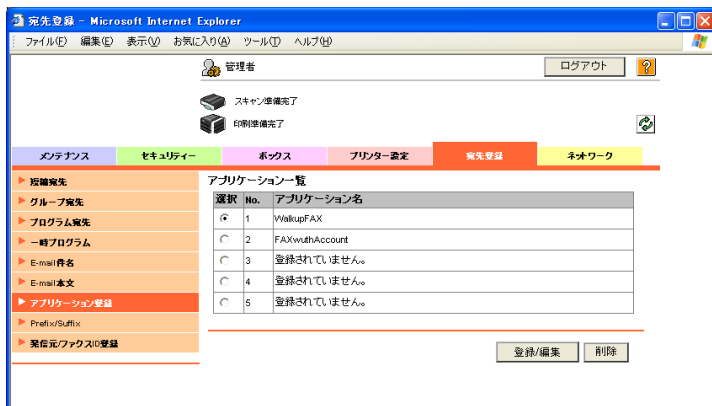 宛先登録 - Microsoft Internet Explorer
ファイル(F) 編集(E) 表示(V) お気に入り(A) ツール(T) ヘルプ(H)
管理者 ログアウト ?
スキャン準備完了
印刷準備完了
メンテナンス セキュリティー ボックス プリンター設定 宛先登録 ネットワーク
短縮宛先
グループ宛先
プログラム宛先
一時プログラム
E-mail件名
E-mail本文
アプリケーション登録
Prefix/Suffix
発信元/ファクスID登録
アプリケーション一覧
選択 No. アプリケーション名
1 WalkupFAX
2 FAXwuthAccount
3 登録されていません。
4 登録されていません。
5 登録されていません。
登録/編集 削除